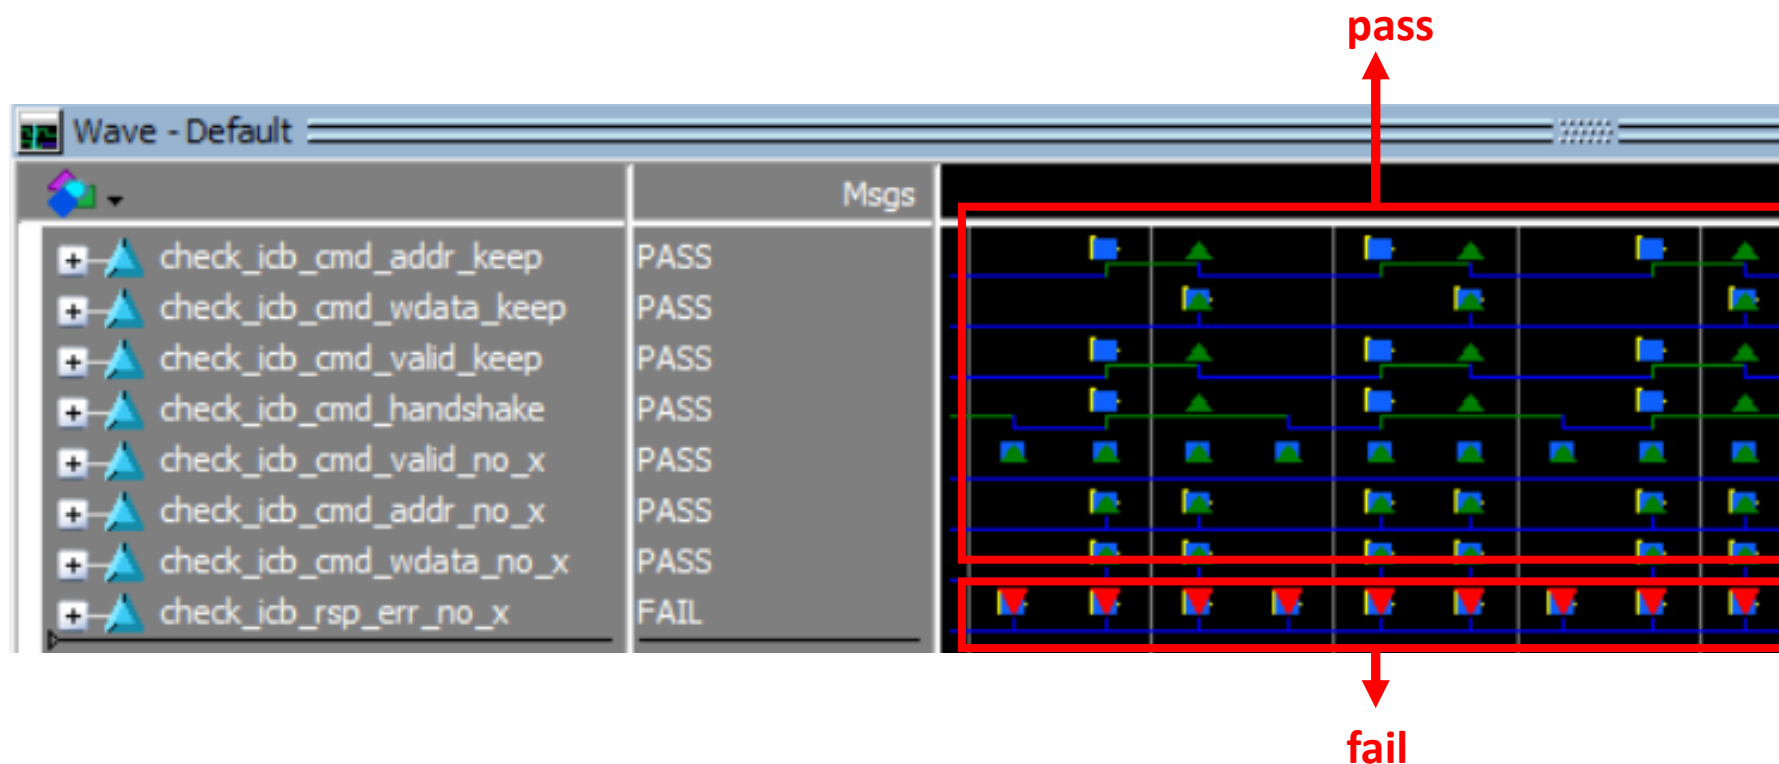 pass
Wave - Default
Msgs
check_icb_cmd_addr_keep PASS
check_icb_cmd_wdata_keep PASS
check_icb_cmd_valid_keep PASS
check_icb_cmd_handshake PASS
check_icb_cmd_valid_no_x PASS
check_icb_cmd_addr_no_x PASS
check_icb_cmd_wdata_no_x PASS
check_icb_rsp_err_no_x FAIL
fail